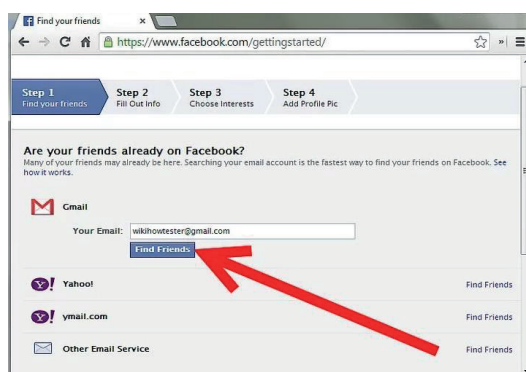 Find your friends
https://www.facebook.com/gettingstarted/
Step 1 Step 2 Step 3 Step 4
Find your friends Fill Out Info Choose Interests Add Profile Pic
Are your friends already on Facebook?
Many of your friends may already be here. Searching your email account is the fastest way to find your friends on Facebook. See
how it works.
Gmail
Your Email: wikihowtester@gmail.com
Find Friends
Yahoo! Find Friends
ymail.com Find Friends
Other Email Service Find Friends